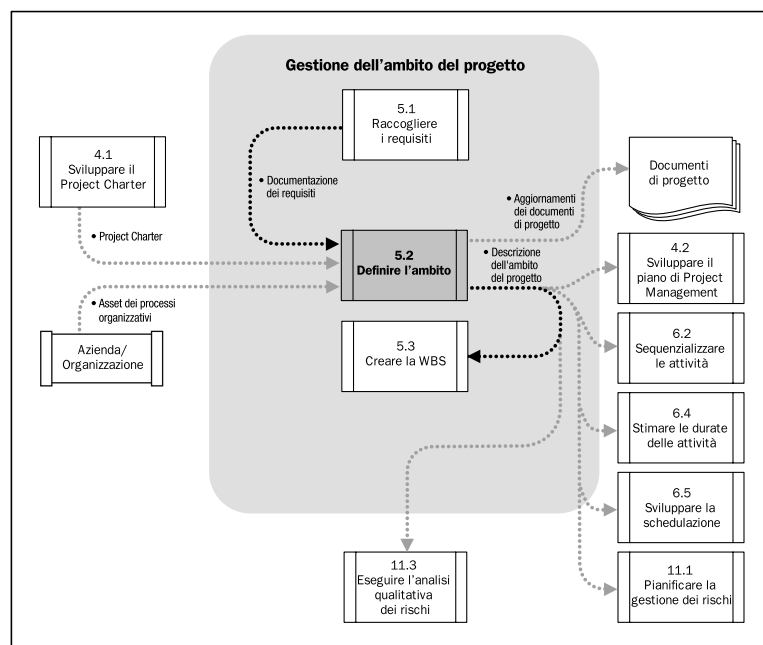 Gestione dell'ambito del progetto
5.1
Raccogliere
i requisiti
4.1
Sviluppare il
Project Charter
Documenti
di progetto
• Documentazione
dei requisiti
• Aggiornamenti
dei documenti
di progetto
• Project Charter
5.2
Definire l'ambito
• Descrizione
dell'ambito
del progetto
4.2
Sviluppare il
piano di Project
Management
• Asset dei processi
organizzativi
Azienda/
Organizzazione
5.3
Creare la WBS
6.2
Sequenzializzare
le attività
6.4
Stimare le durate
delle attività
6.5
Sviluppare la
schedulazione
11.3
Eseguire l'analisi
qualitativa
dei rischi
11.1
Pianificare la
gestione dei rischi